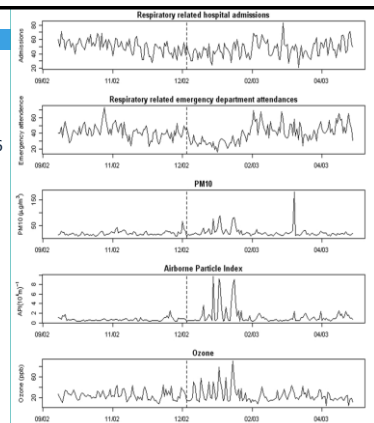 Respiratory related hospital admissions
Admissions
20 40 60 80
09/02 11/02 12/02 02/03 04/03
Respiratory related emergency department attendances
Emergency attendence
20 40 60
09/02 11/02 12/02 02/03 04/03
PM10
PM10 (µg/m³)
50 150
09/02 11/02 12/02 02/03 04/03
Airborne Particle Index
0 2 4 6 8
09/02 11/02 12/02 02/03 04/03
Ozone
Ozone (ppb)
20 40 60 80
09/02 11/02 12/02 02/03 04/03